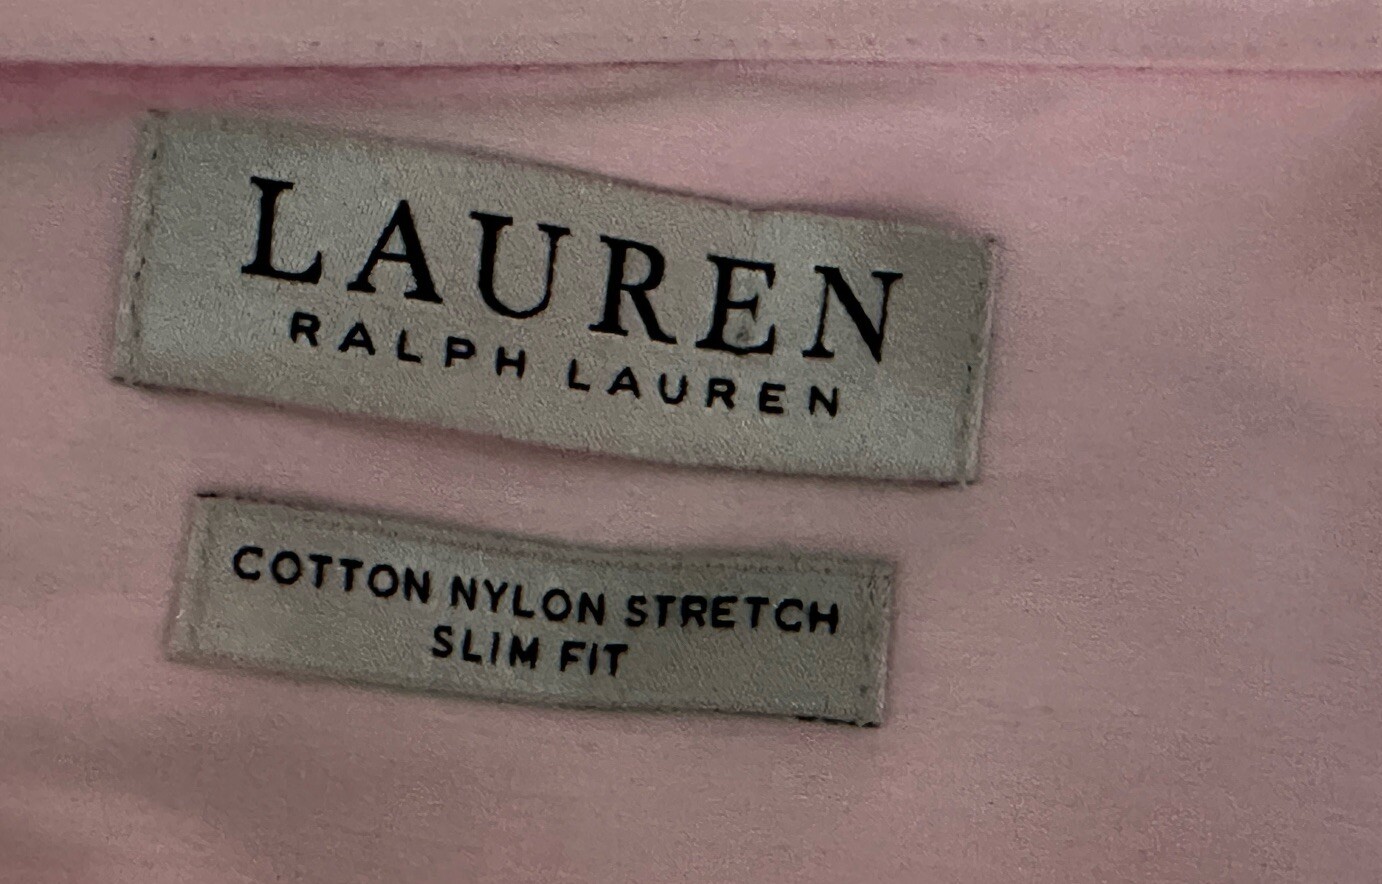 LAUREN
RALPH LAUREN
COTTON NYLON STRETCH
SLIM FIT